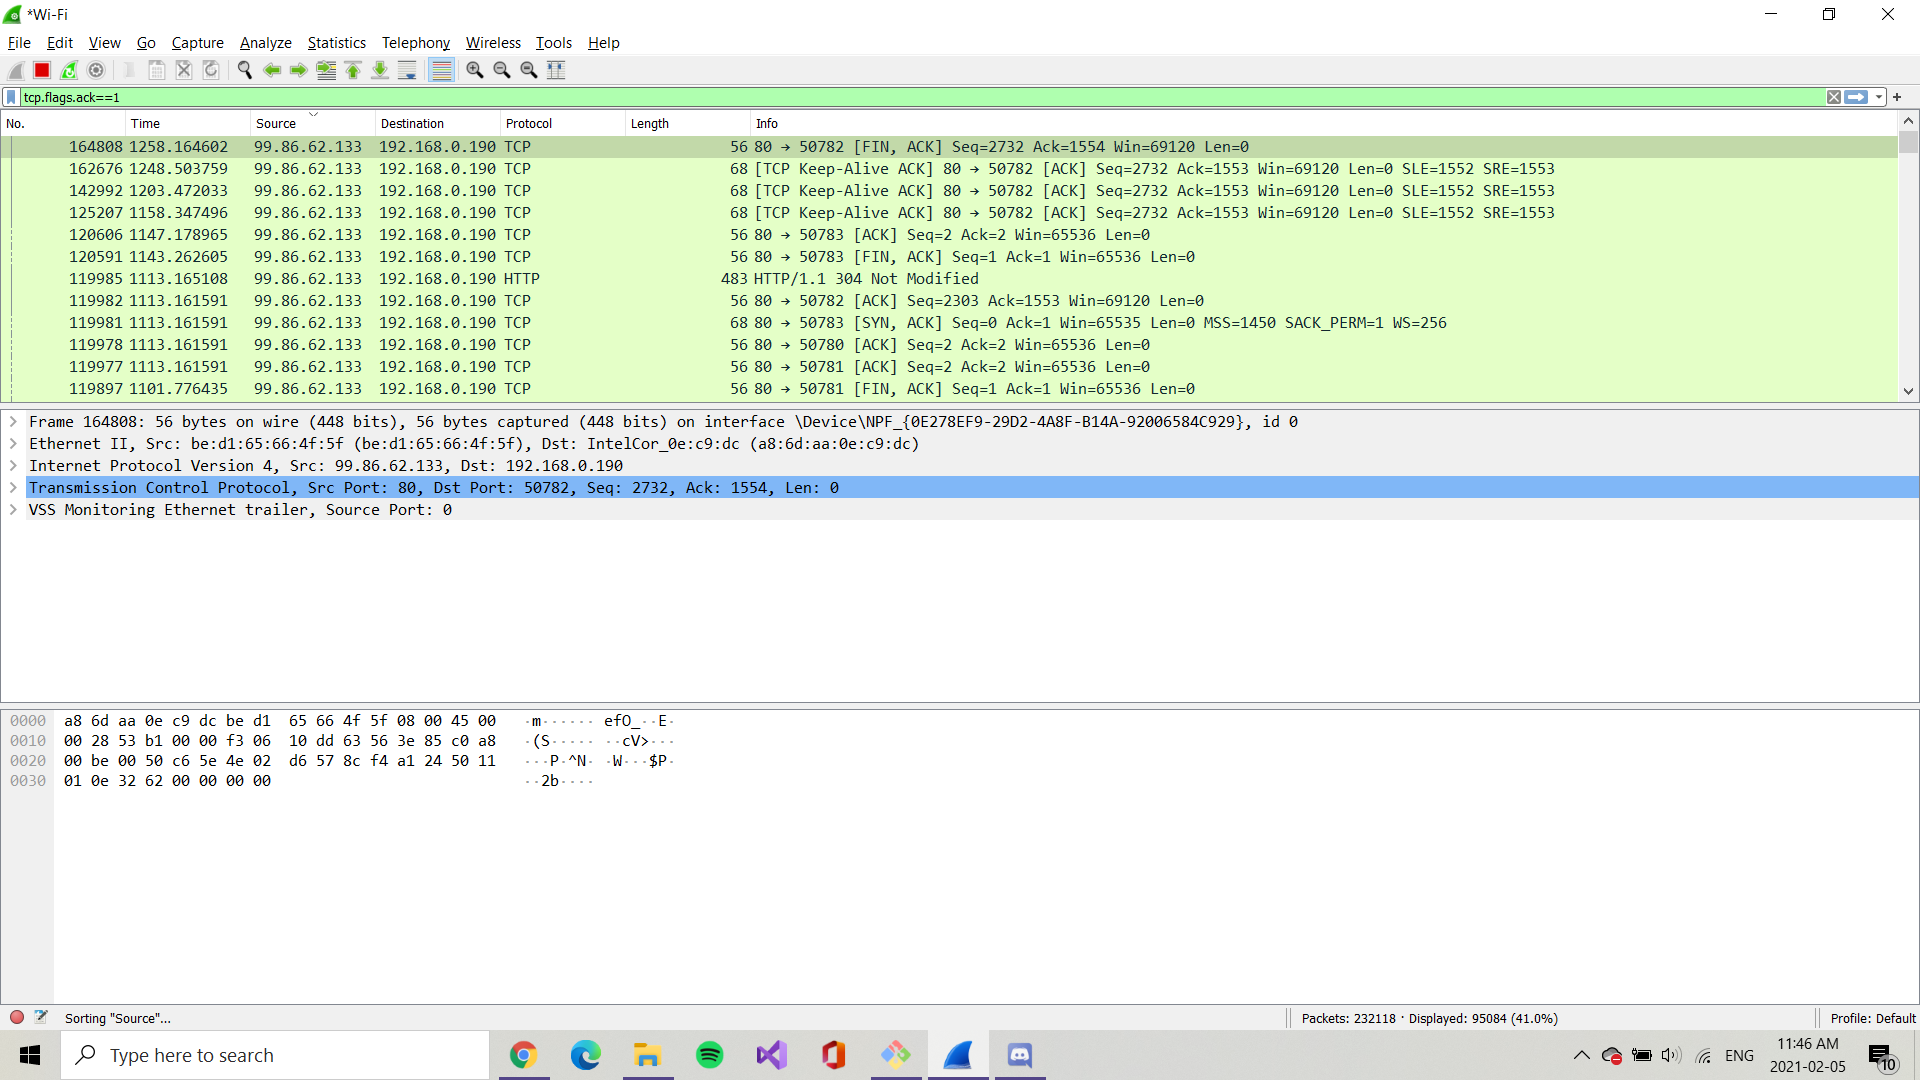 *Wi-Fi
File Edit View Go Capture Analyze Statistics Telephony Wireless Tools Help
tcp.flags.ack==1
No. Time Source Destination Protocol Length Info
164808 1258.164602 99.86.62.133 192.168.0.190 TCP 56 80 → 50782 [FIN, ACK] Seq=2732 Ack=1554 Win=69120 Len=0
162676 1248.503759 99.86.62.133 192.168.0.190 TCP 68 [TCP Keep-Alive ACK] 80 → 50782 [ACK] Seq=2732 Ack=1553 Win=69120 Len=0 SLE=1552 SRE=1553
142992 1203.472033 99.86.62.133 192.168.0.190 TCP 68 [TCP Keep-Alive ACK] 80 → 50782 [ACK] Seq=2732 Ack=1553 Win=69120 Len=0 SLE=1552 SRE=1553
125207 1158.347496 99.86.62.133 192.168.0.190 TCP 68 [TCP Keep-Alive ACK] 80 → 50782 [ACK] Seq=2732 Ack=1553 Win=69120 Len=0 SLE=1552 SRE=1553
120606 1147.178965 99.86.62.133 192.168.0.190 TCP 56 80 → 50783 [ACK] Seq=2 Ack=2 Win=65536 Len=0
120591 1143.262605 99.86.62.133 192.168.0.190 TCP 56 80 → 50783 [FIN, ACK] Seq=1 Ack=1 Win=65536 Len=0
119985 1113.165108 99.86.62.133 192.168.0.190 HTTP 483 HTTP/1.1 304 Not Modified
119982 1113.161591 99.86.62.133 192.168.0.190 TCP 56 80 → 50782 [ACK] Seq=2303 Ack=1553 Win=69120 Len=0
119981 1113.161591 99.86.62.133 192.168.0.190 TCP 68 80 → 50783 [SYN, ACK] Seq=0 Ack=1 Win=65535 Len=0 MSS=1450 SACK_PERM=1 WS=256
119978 1113.161591 99.86.62.133 192.168.0.190 TCP 56 80 → 50780 [ACK] Seq=2 Ack=2 Win=65536 Len=0
119977 1113.161591 99.86.62.133 192.168.0.190 TCP 56 80 → 50781 [ACK] Seq=2 Ack=2 Win=65536 Len=0
119897 1101.776435 99.86.62.133 192.168.0.190 TCP 56 80 → 50781 [FIN, ACK] Seq=1 Ack=1 Win=65536 Len=0
Frame 164808: 56 bytes on wire (448 bits), 56 bytes captured (448 bits) on interface \Device\NPF_{0E278EF9-29D2-4A8F-B14A-92006584C929}, id 0
Ethernet II, Src: be:d1:65:66:4f:5f (be:d1:65:66:4f:5f), Dst: IntelCor_0e:c9:dc (a8:6d:aa:0e:c9:dc)
Internet Protocol Version 4, Src: 99.86.62.133, Dst: 192.168.0.190
Transmission Control Protocol, Src Port: 80, Dst Port: 50782, Seq: 2732, Ack: 1554, Len: 0
VSS Monitoring Ethernet trailer, Source Port: 0
0000 a8 6d aa 0e c9 dc be d1 65 66 4f 5f 08 00 45 00 ·m······ efO_··E·
0010 00 28 53 b1 00 00 f3 06 10 dd 63 56 3e 85 c0 a8 ·(S····· ··cV>···
0020 00 be 00 50 c6 5e 4e 02 d6 57 8c f4 a1 24 50 11 ···P·^N· ·W···$P·
0030 01 0e 32 62 00 00 00 00 ··2b····
Sorting "Source"... Packets: 232118 · Displayed: 95084 (41.0%) Profile: Default
Type here to search ENG 11:46 AM
2021-02-05 10